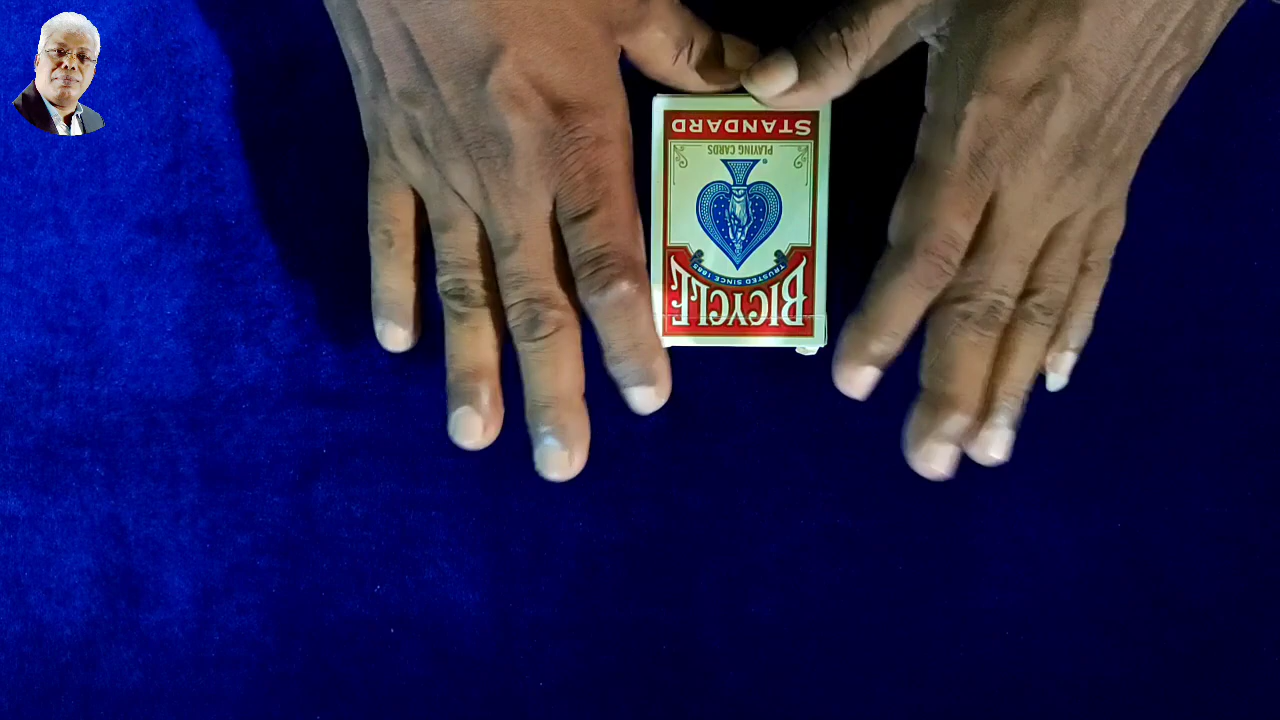 BICYCLE
TRUSTED SINCE 1885
®
PLAYING CARDS
STANDARD